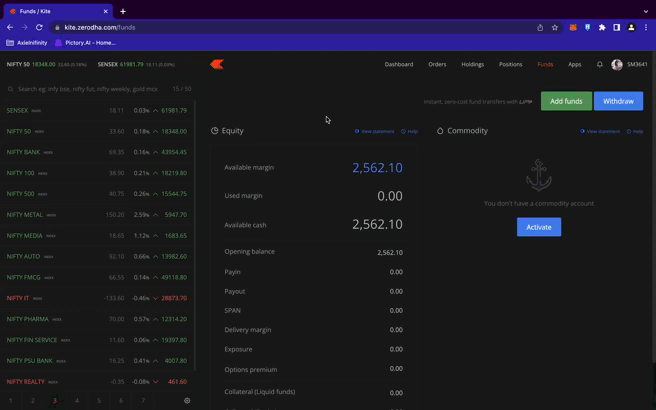 Funds / Kite
kite.zerodha.com/funds
AxieInifinity
Pictory.AI – Home...
NIFTY 50 18348.00 33.60 (0.18%) SENSEX 61981.79 18.11 (0.03%)
Dashboard Orders Holdings Positions Funds Apps SM3641
Search eg: infy bse, nifty fut, nifty weekly, gold mcx 15 / 50
Instant, zero-cost fund transfers with UPI Add funds Withdraw
SENSEX INDEX 18.11 0.03% 61981.79
NIFTY 50 INDEX 33.60 0.18% 18348.00
NIFTY BANK INDEX 69.35 0.16% 43954.45
NIFTY 100 INDEX 38.90 0.21% 18219.80
NIFTY 500 INDEX 40.75 0.26% 15544.75
NIFTY METAL INDEX 150.20 2.59% 5947.70
NIFTY MEDIA INDEX 18.65 1.12% 1683.65
NIFTY AUTO INDEX 92.10 0.66% 13982.60
NIFTY FMCG INDEX 66.55 0.14% 49118.80
NIFTY IT INDEX -133.60 -0.46% 28873.70
NIFTY PHARMA INDEX 70.00 0.57% 12314.20
NIFTY FIN SERVICE INDEX 11.60 0.06% 19397.80
NIFTY PSU BANK INDEX 16.25 0.41% 4007.80
NIFTY REALTY INDEX -0.35 -0.08% 461.60
1 2 3 4 5 6 7
Equity View statement Help
Available margin 2,562.10
Used margin 0.00
Available cash 2,562.10
Opening balance 2,562.10
Payin 0.00
Payout 0.00
SPAN 0.00
Delivery margin 0.00
Exposure 0.00
Options premium 0.00
Collateral (Liquid funds) 0.00
Commodity View statement Help
You don't have a commodity account
Activate